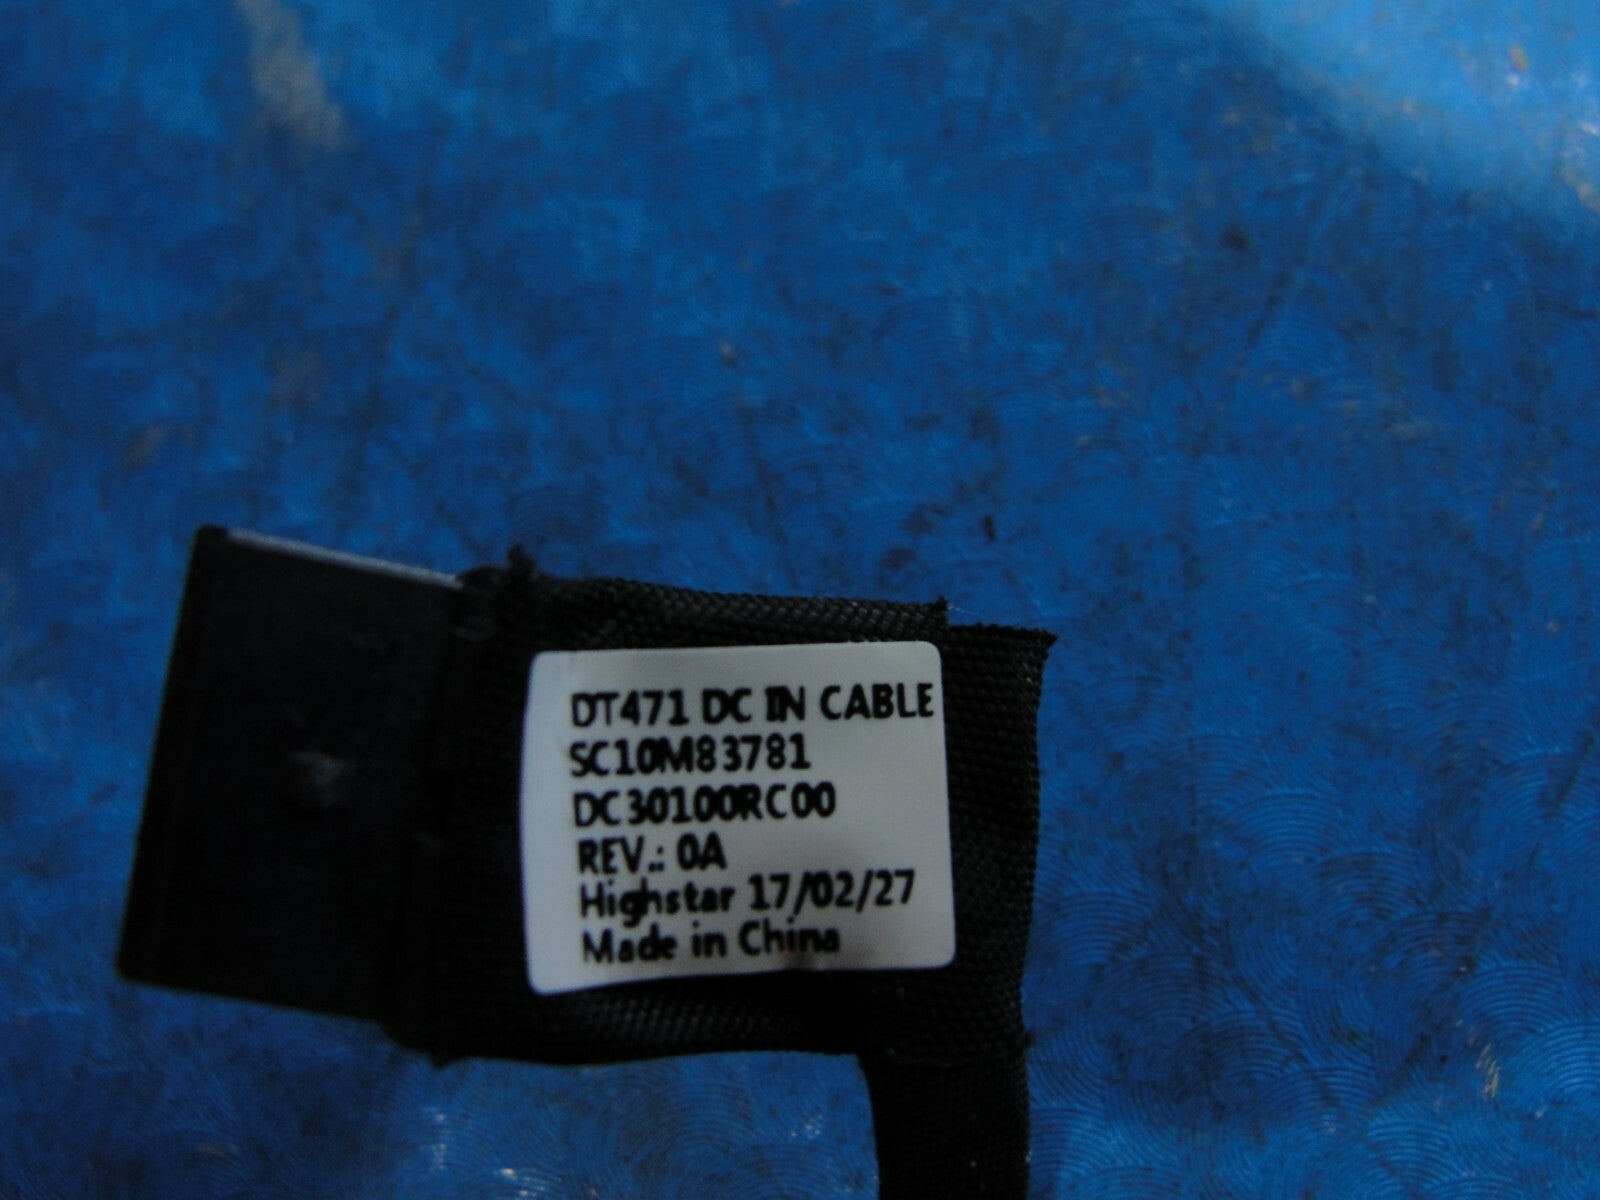 DT471 DC IN CABLE
SC10M83781
DC30100RC00
REV.: 0A
Highstar 17/02/27
Made in China